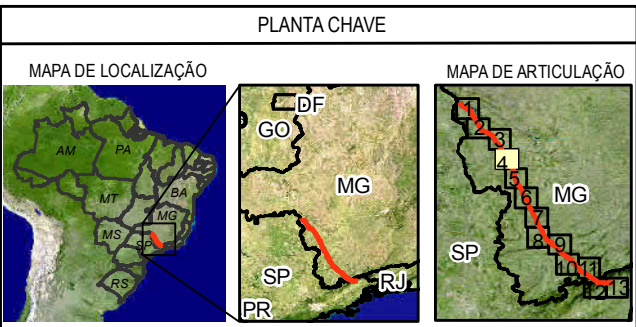 PLANTA CHAVE
MAPA DE LOCALIZAÇÃO
AM
PA
MT
BA
MG
MS
SP
RS
DF
GO
MG
SP
RJ
PR
MAPA DE ARTICULAÇÃO
1
2
3
4
5
6
7
8
9
10
11
12
13
MG
SP